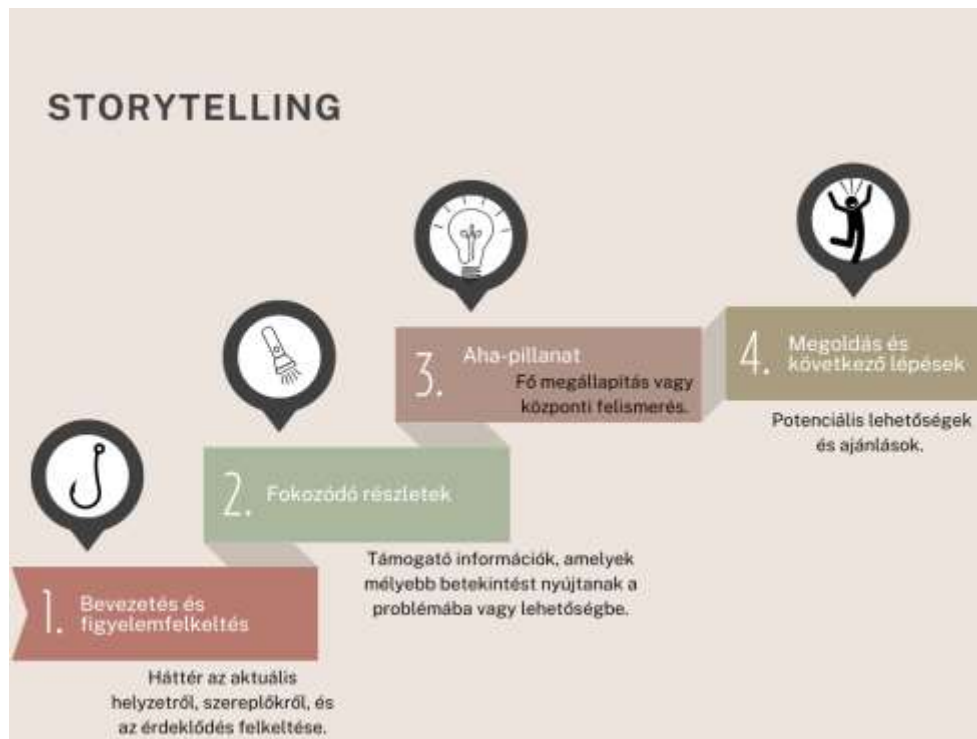 STORYTELLING
1.
Bevezetés és
figyelemfelkeltés
Háttér az aktuális
helyzetről, szereplőkről, és
az érdeklődés felkeltése.
2.
Fokozódó részletek
Támogató információk, amelyek
mélyebb betekintést nyújtanak a
problémába vagy lehetőségbe.
3.
Aha-pillanat
Fő megállapítás vagy
központi felismerés.
4.
Megoldás és
következő lépések
Potenciális lehetőségek
és ajánlások.